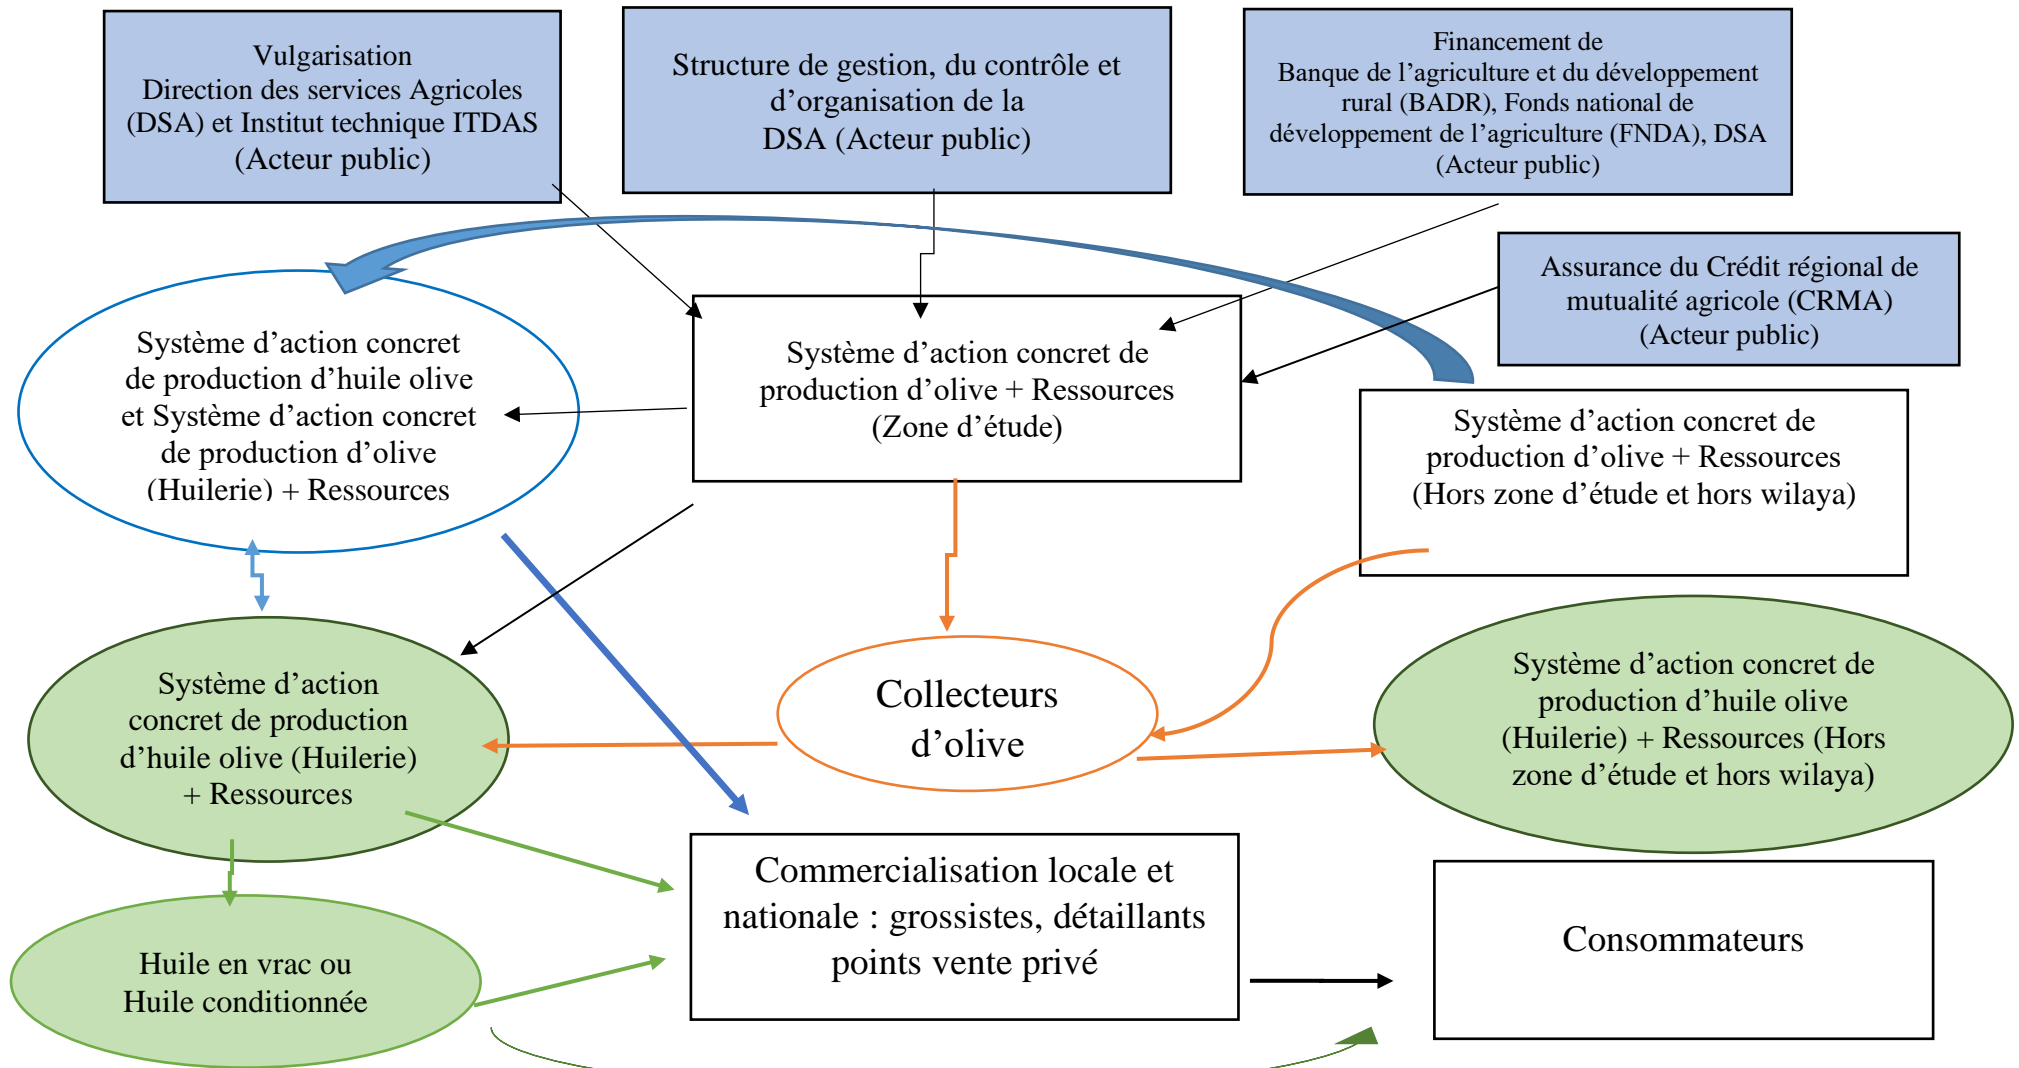 Vulgarisation
Direction des services Agricoles
(DSA) et Institut technique ITDAS
(Acteur public)
Structure de gestion, du contrôle et
d’organisation de la
DSA (Acteur public)
Financement de
Banque de l’agriculture et du développement
rural (BADR), Fonds national de
développement de l’agriculture (FNDA), DSA
(Acteur public)
Assurance du Crédit régional de
mutualité agricole (CRMA)
(Acteur public)
Système d’action concret
de production d’huile olive
et Système d’action concret
de production d’olive
(Huilerie) + Ressources
Système d’action concret de
production d’olive + Ressources
(Zone d’étude)
Système d’action concret de
production d’olive + Ressources
(Hors zone d’étude et hors wilaya)
Système d’action
concret de production
d’huile olive (Huilerie)
+ Ressources
Collecteurs
d’olive
Système d’action concret de
production d’huile olive
(Huilerie) + Ressources (Hors
zone d’étude et hors wilaya)
Huile en vrac ou
Huile conditionnée
Commercialisation locale et
nationale : grossistes, détaillants
points vente privé
Consommateurs